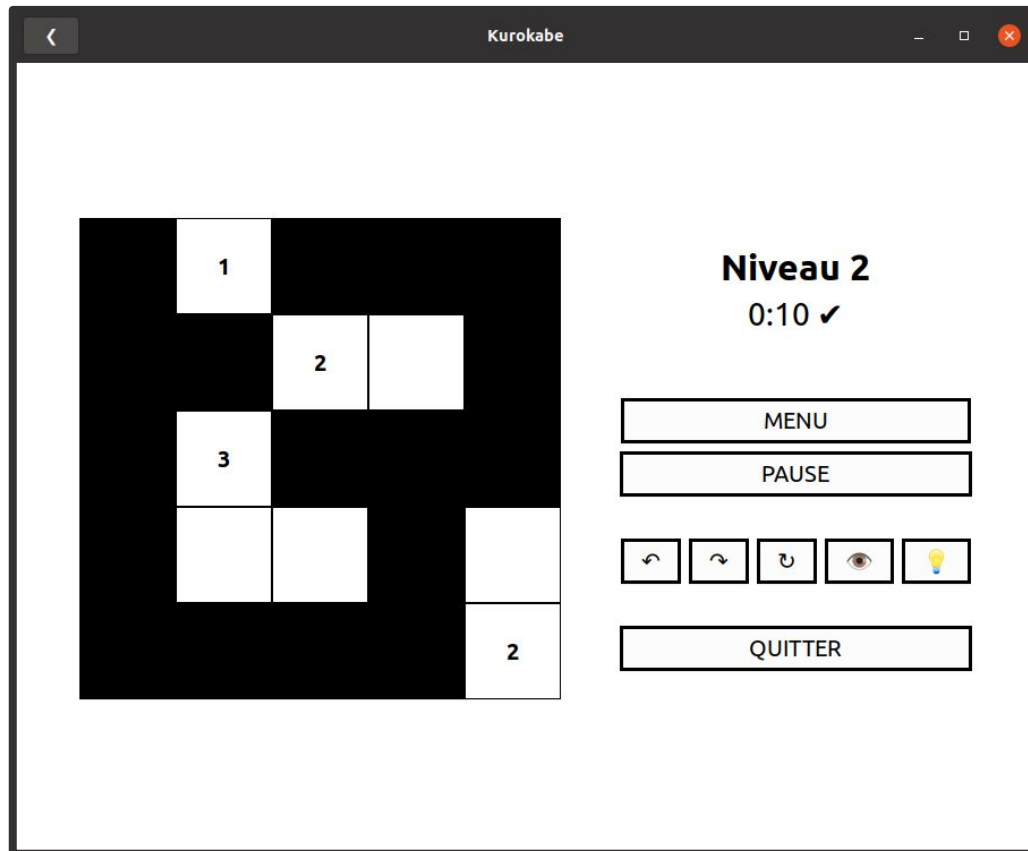 Kurokabe
1
2
3
2
Niveau 2
0:10 ✔
MENU
PAUSE
↶ ↷ ↻ 👁 💡
QUITTER